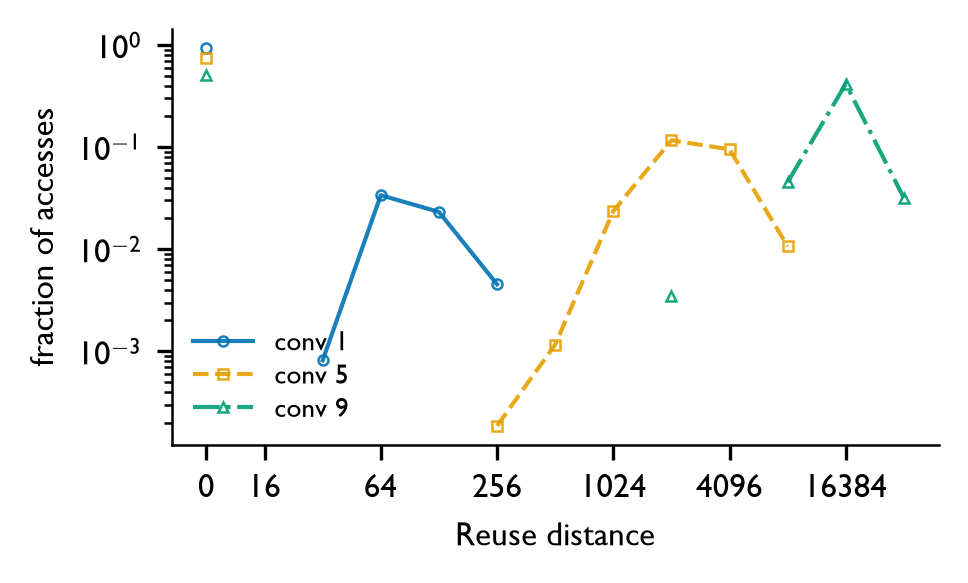 10⁰
10⁻¹
10⁻²
10⁻³
fraction of accesses
conv 1
conv 5
conv 9
0 16 64 256 1024 4096 16384
Reuse distance